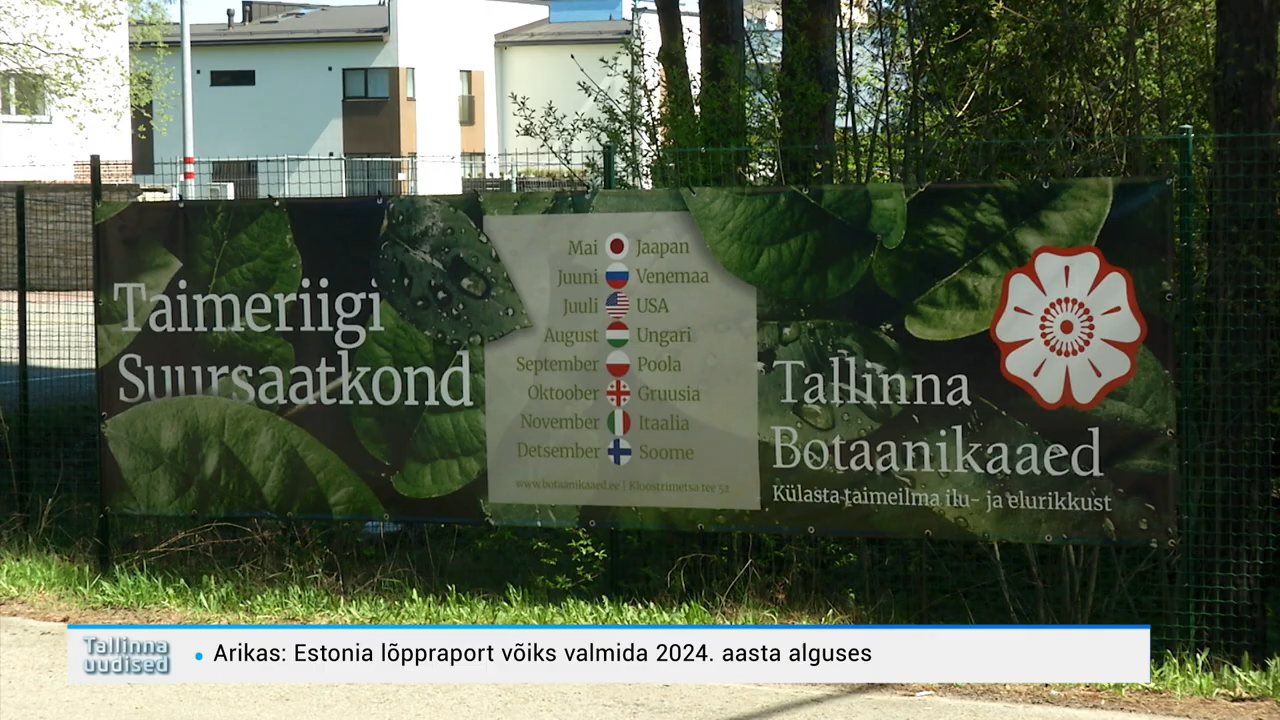 Taimeriigi
Suursaatkond
Mai Jaapan
Juuni Venemaa
Juuli USA
August Ungari
September Poola
Oktoober Gruusia
November Itaalia
Detsember Soome
www.botaanikaaed.ee | Kloostrimetsa tee 52
Tallinna
Botaanikaaed
Külasta taimeilma ilu- ja elurikkust
Tallinna
uudised
• Arikas: Estonia lõppraport võiks valmida 2024. aasta alguses